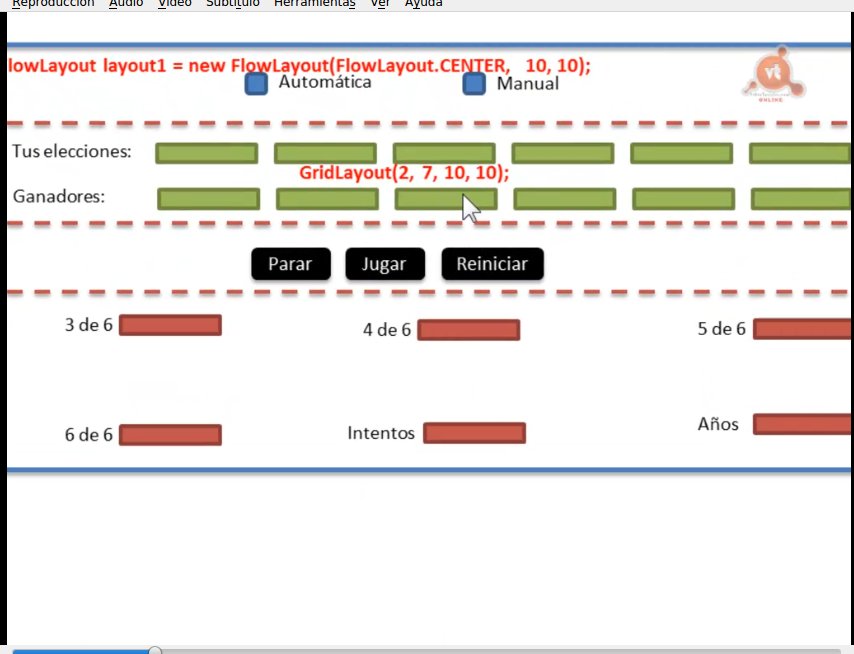 Reproducción Audio Vídeo Subtítulo Herramientas Ver Ayuda
lowLayout layout1 = new FlowLayout(FlowLayout.CENTER, 10, 10);
Automática Manual
vt
ONLINE
Tus elecciones:
GridLayout(2, 7, 10, 10);
Ganadores:
Parar Jugar Reiniciar
3 de 6 4 de 6 5 de 6
6 de 6 Intentos Años